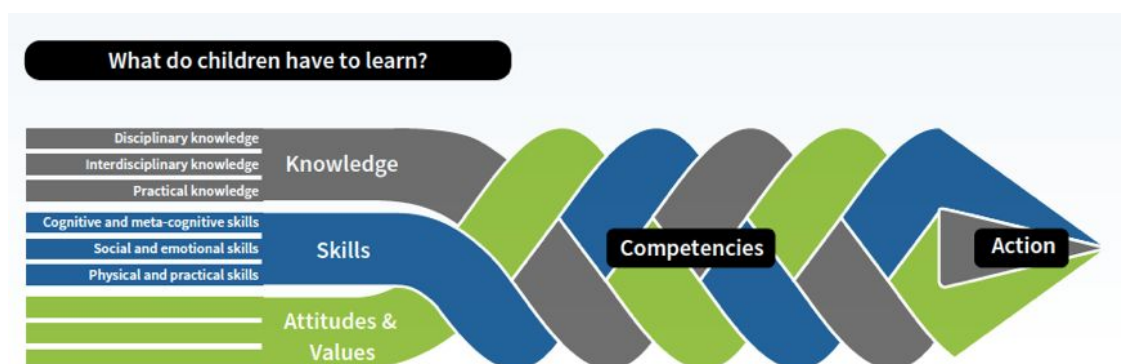 What do children have to learn?
Disciplinary knowledge
Interdisciplinary knowledge
Practical knowledge
Knowledge
Cognitive and meta-cognitive skills
Social and emotional skills
Physical and practical skills
Skills
Attitudes &
Values
Competencies
Action